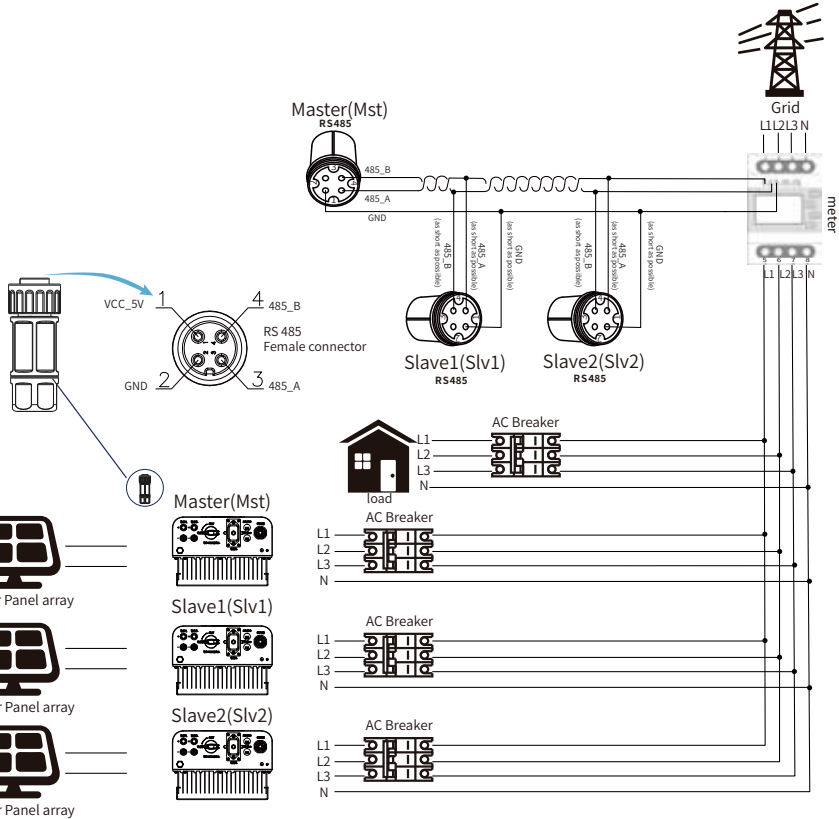 Grid
L1L2L3 N
Master(Mst)
RS485
485_B
485_A
GND
meter
485_B
(as short as possible)
485_A
(as short as possible)
GND
(as short as possible)
485_B
(as short as possible)
485_A
(as short as possible)
GND
(as short as possible)
5 6 7 8
L1 L2 L3 N
VCC_5V 1
4 485_B
RS 485
Female connector
GND 2
3 485_A
Slave1(Slv1)
RS485
Slave2(Slv2)
RS485
AC Breaker
L1
L2
L3
N
load
Master(Mst)
AC Breaker
L1
L2
L3
N
r Panel array
Slave1(Slv1)
AC Breaker
L1
L2
L3
N
r Panel array
Slave2(Slv2)
AC Breaker
L1
L2
L3
N
r Panel array